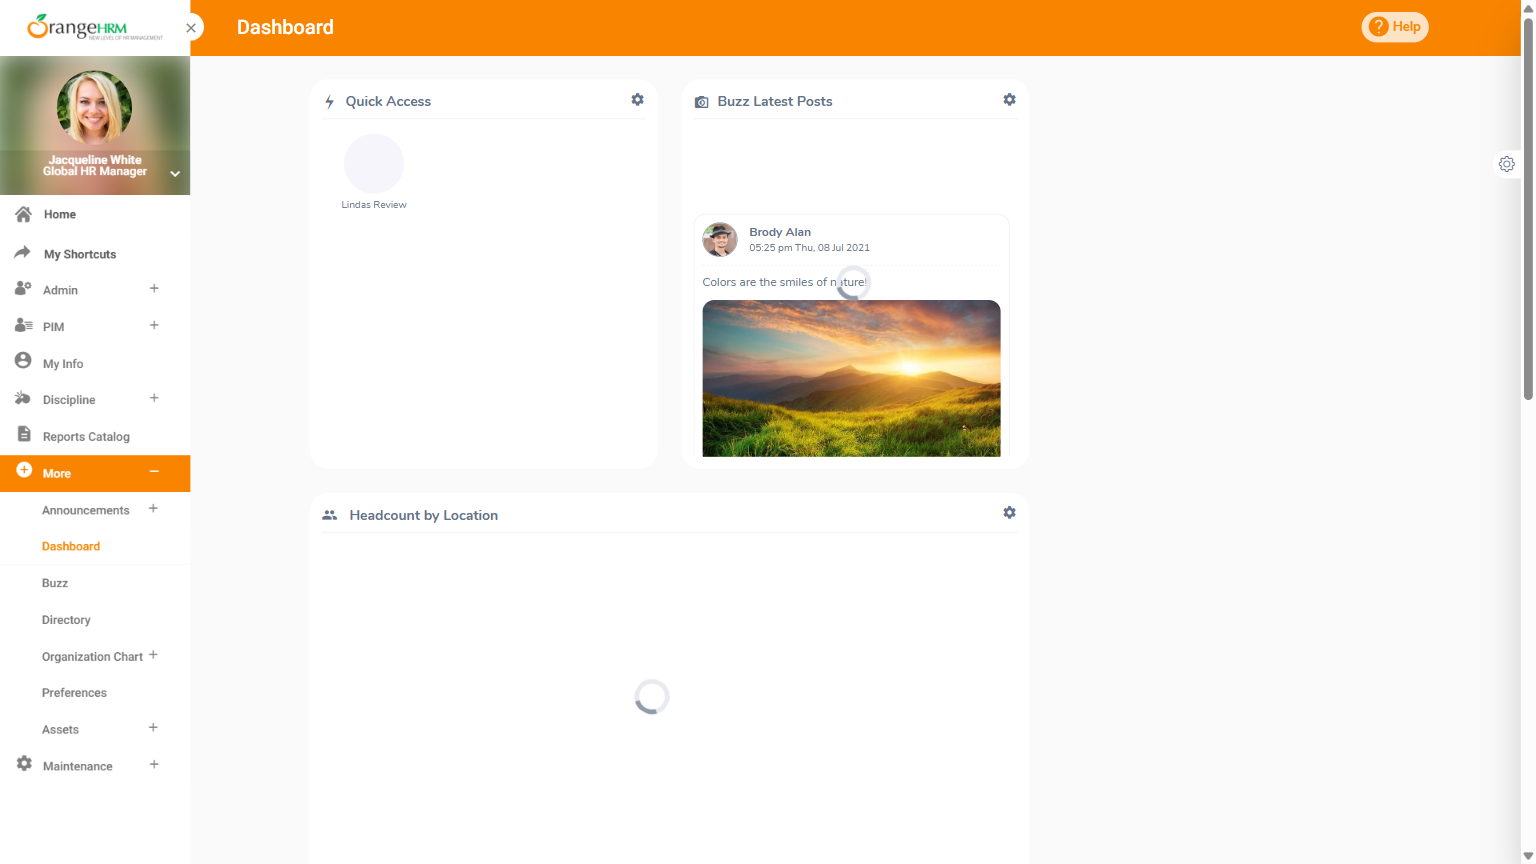 OrangeHRM
NEW LEVEL OF HR MANAGEMENT
Dashboard
Help
Jacqueline White
Global HR Manager
Home
My Shortcuts
Admin
PIM
My Info
Discipline
Reports Catalog
More
Announcements
Dashboard
Buzz
Directory
Organization Chart
Preferences
Assets
Maintenance
Quick Access
Lindas Review
Buzz Latest Posts
Brody Alan
05:25 pm Thu, 08 Jul 2021
Colors are the smiles of nature!
Headcount by Location